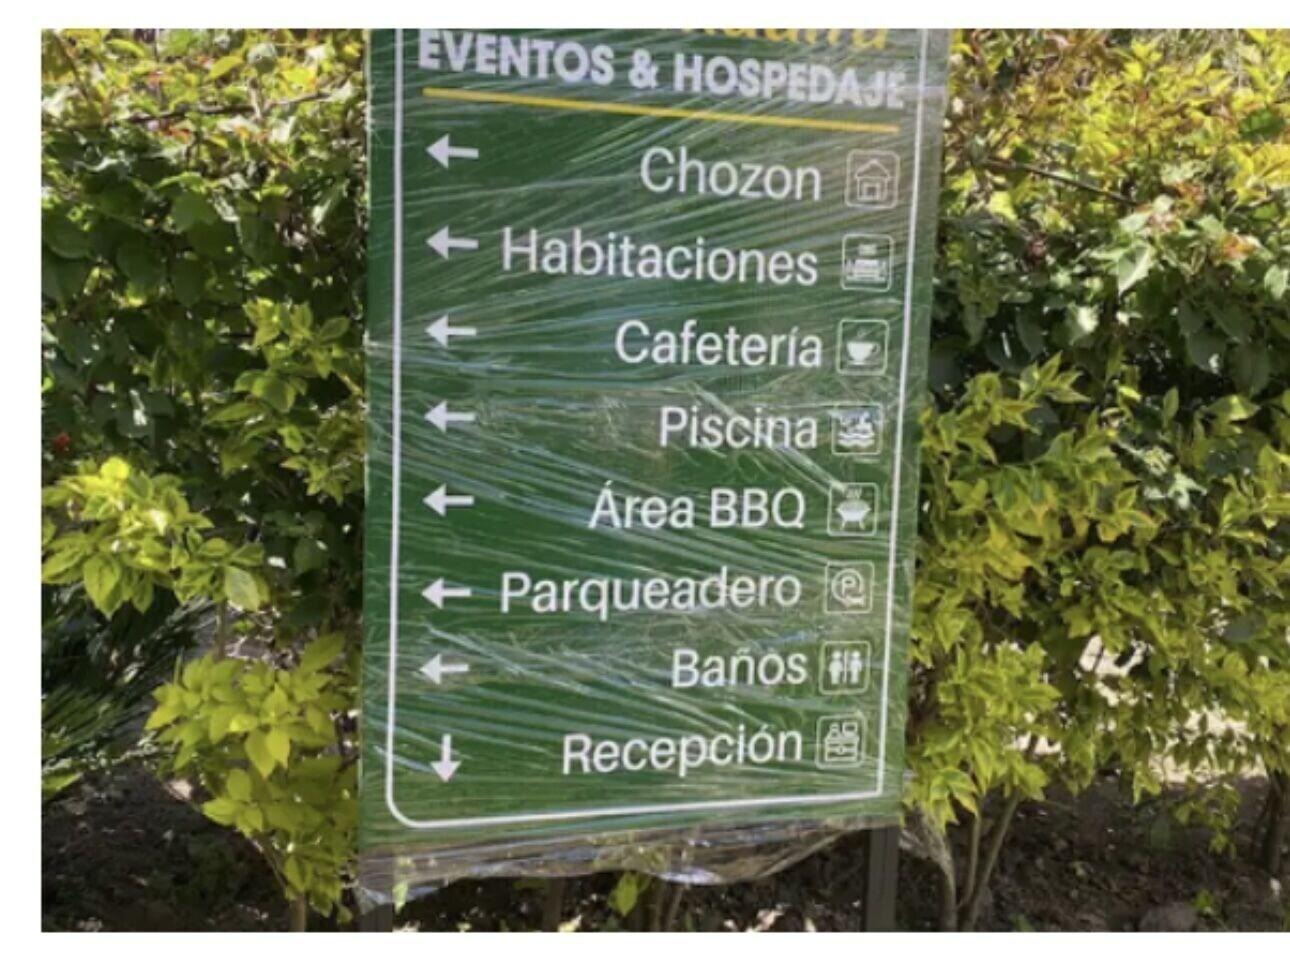 EVENTOS & HOSPEDAJE
Chozon
Habitaciones
Cafetería
Piscina
Área BBQ
Parqueadero
Baños
Recepción